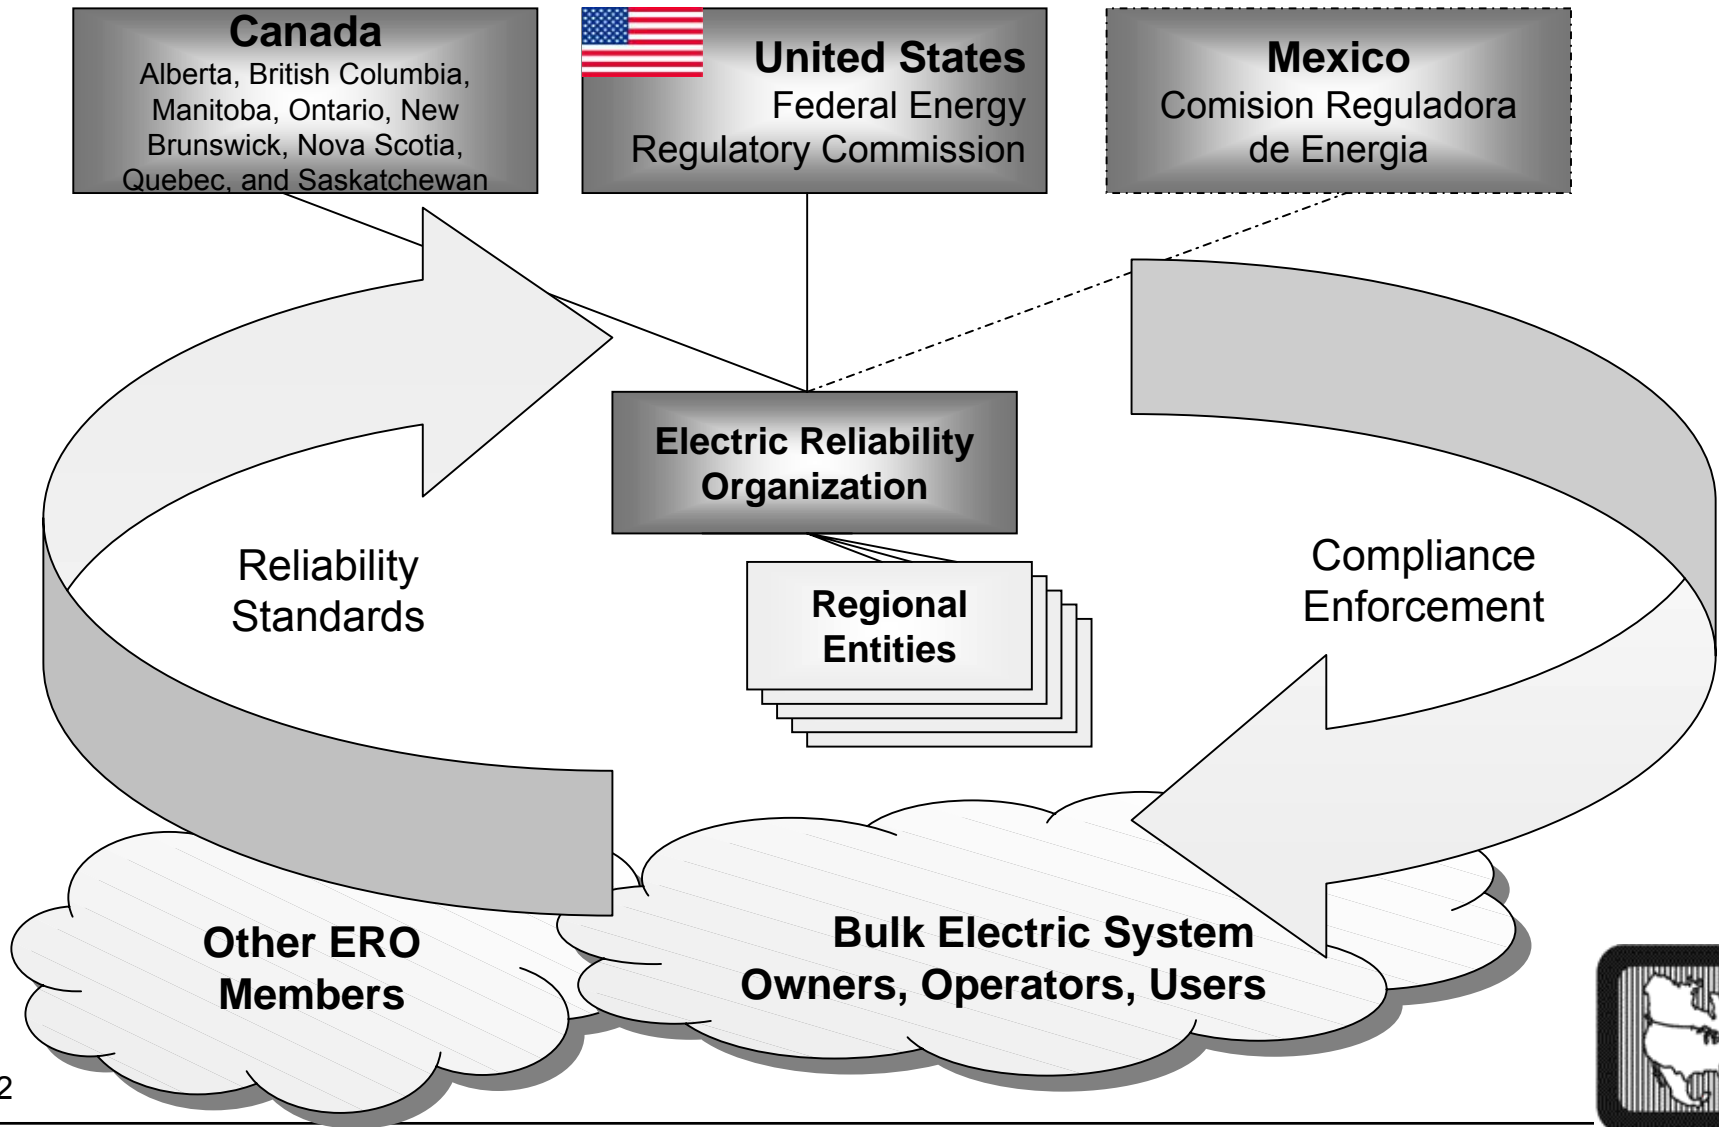 Canada
Alberta, British Columbia,
Manitoba, Ontario, New
Brunswick, Nova Scotia,
Quebec, and Saskatchewan
United States
Federal Energy
Regulatory Commission
Mexico
Comision Reguladora
de Energia
Electric Reliability
Organization
Reliability
Standards
Regional
Entities
Compliance
Enforcement
Other ERO
Members
Bulk Electric System
Owners, Operators, Users
2